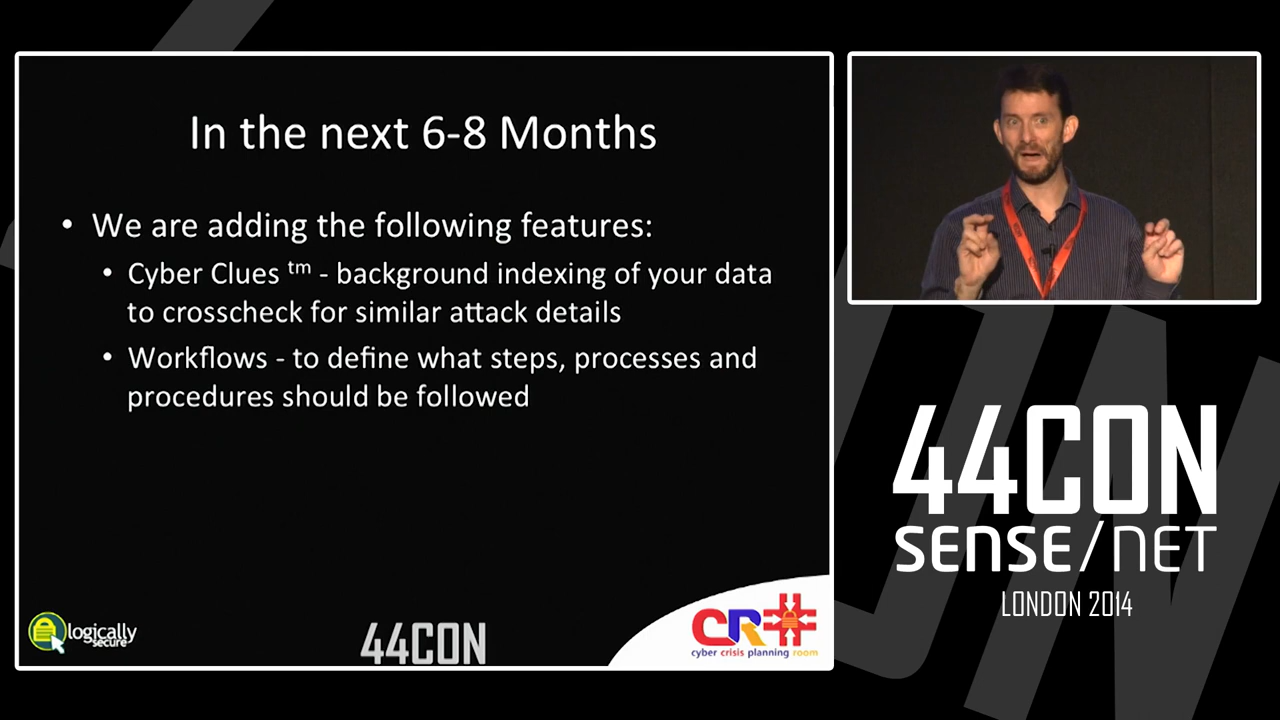 In the next 6-8 Months
• We are adding the following features:
• Cyber Clues ™ - background indexing of your data
to crosscheck for similar attack details
• Workflows - to define what steps, processes and
procedures should be followed
logically
secure
44CON
CR
cyber crisis planning room
44CON
SENSE/NET
LONDON 2014